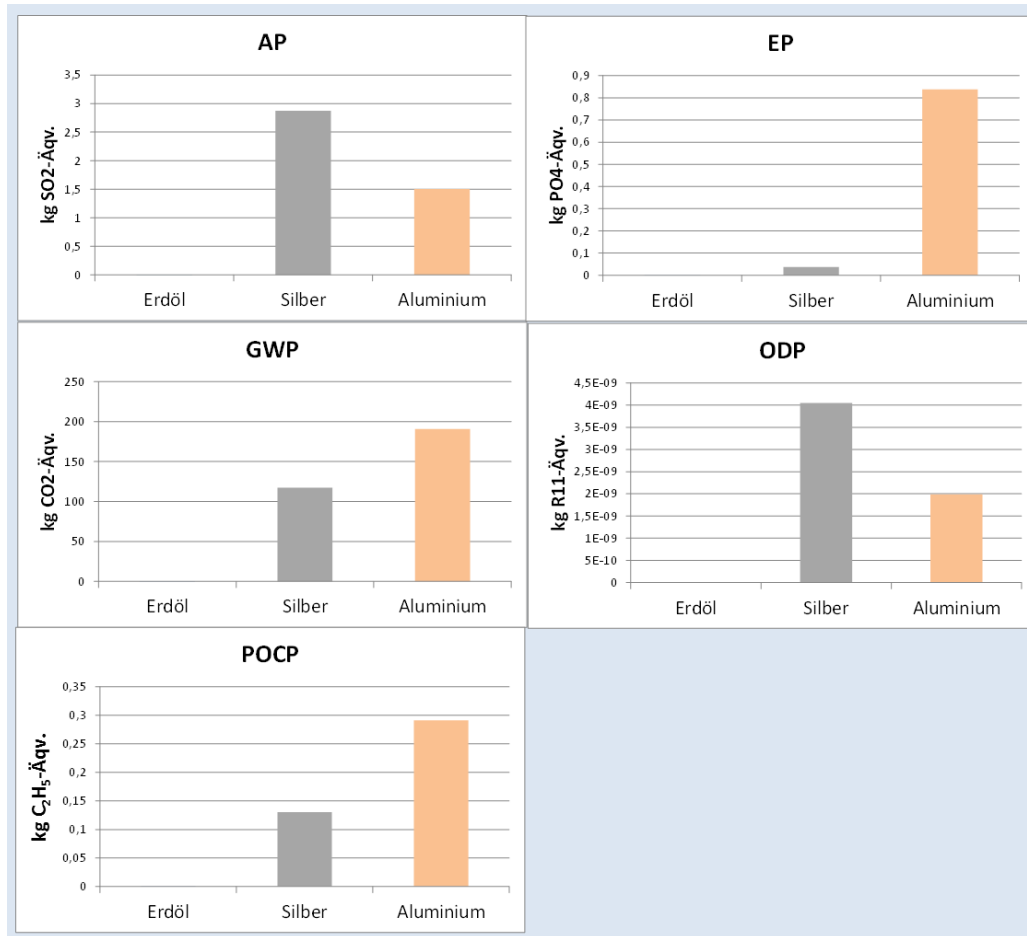 AP
kg SO2-Äqv.
3,5
3
2,5
2
1,5
1
0,5
0
Erdöl Silber Aluminium
EP
kg PO4-Äqv.
0,9
0,8
0,7
0,6
0,5
0,4
0,3
0,2
0,1
0
Erdöl Silber Aluminium
GWP
kg CO2-Äqv.
250
200
150
100
50
0
Erdöl Silber Aluminium
ODP
kg R11-Äqv.
4,5E-09
4E-09
3,5E-09
3E-09
2,5E-09
2E-09
1,5E-09
1E-09
5E-10
0
Erdöl Silber Aluminium
POCP
kg C₂H₅-Äqv.
0,35
0,3
0,25
0,2
0,15
0,1
0,05
0
Erdöl Silber Aluminium